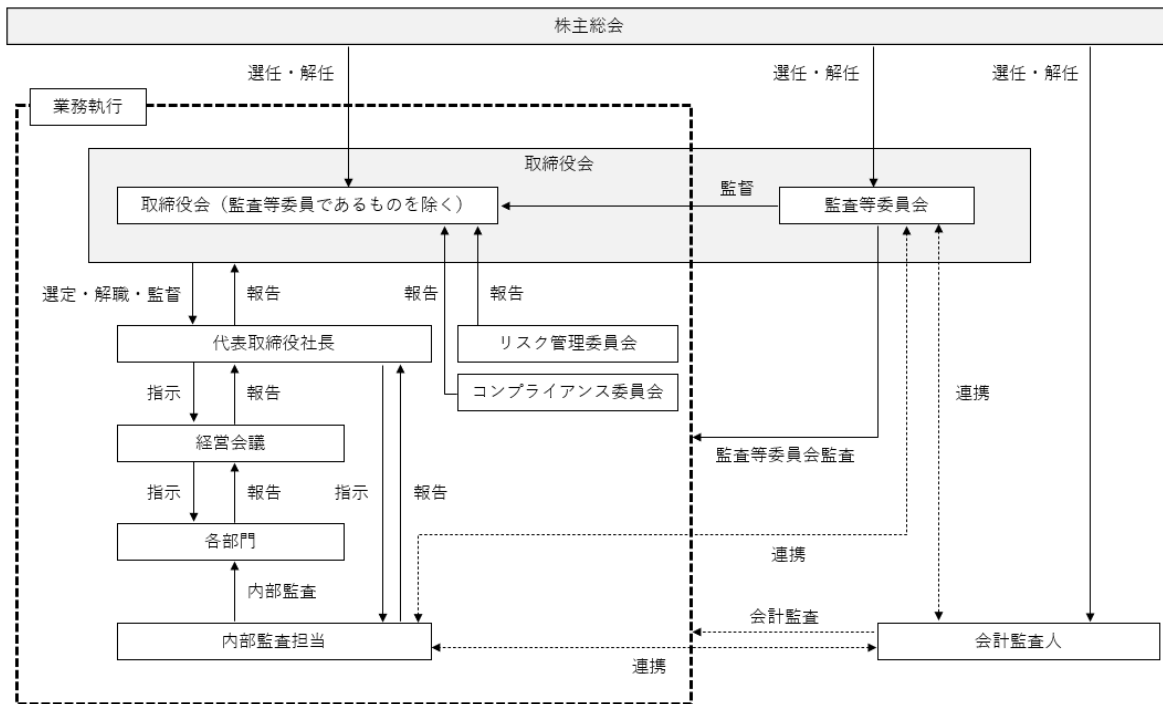 株主総会
選任・解任
選任・解任
選任・解任
業務執行
取締役会
取締役会（監査等委員であるものを除く）
監督
監査等委員会
選定・解職・監督
報告
報告
報告
代表取締役社長
リスク管理委員会
コンプライアンス委員会
指示
報告
連携
経営会議
監査等委員会監査
指示
報告
指示
報告
各部門
連携
内部監査
会計監査
内部監査担当
会計監査人
連携